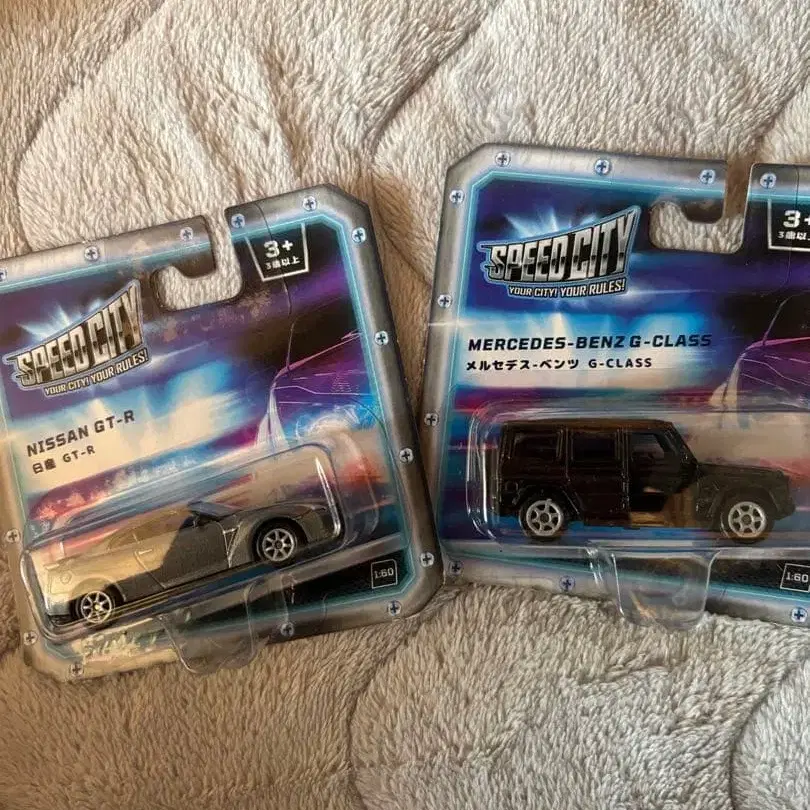 3+
3歳以上
SPEED CITY
YOUR CITY! YOUR RULES!
NISSAN GT-R
日産 GT-R
1:60
3+
3歳以上
SPEED CITY
YOUR CITY! YOUR RULES!
MERCEDES-BENZ G-CLASS
メルセデス-ベンツ G-CLASS
1:60